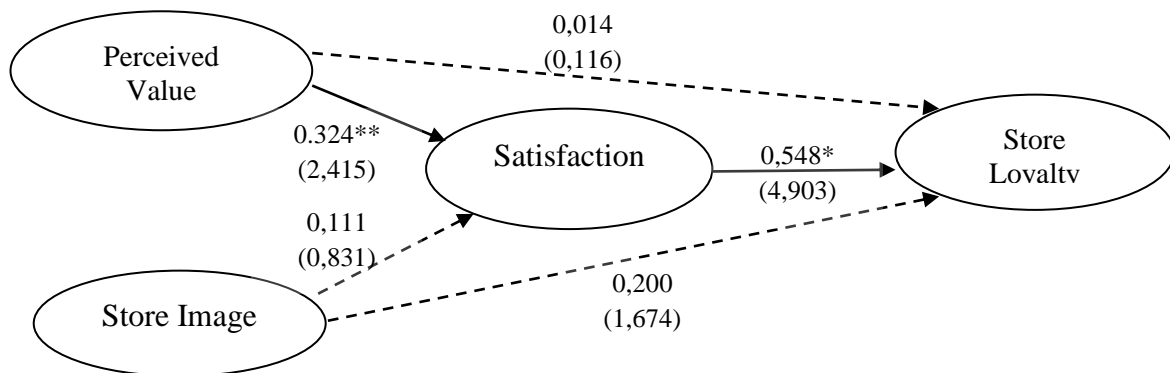 0,014
(0,116)
Perceived
Value
0.324**
(2,415)
Satisfaction
0,548*
(4,903)
Store
Lovaltv
0,111
(0,831)
Store Image
0,200
(1,674)